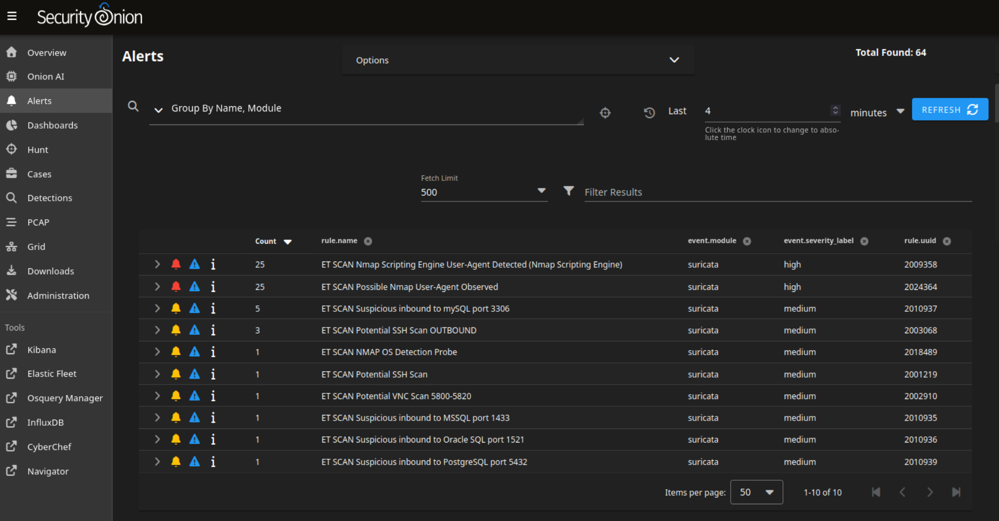 Security Onion
Overview
Onion AI
Alerts
Dashboards
Hunt
Cases
Detections
PCAP
Grid
Downloads
Administration
Tools
Kibana
Elastic Fleet
Osquery Manager
InfluxDB
CyberChef
Navigator
Alerts
Options
Total Found: 64
Group By Name, Module
Last 4 minutes
REFRESH
Click the clock icon to change to abso-
lute time
Fetch Limit
500
Filter Results
Count rule.name event.module event.severity_label rule.uuid
25 ET SCAN Nmap Scripting Engine User-Agent Detected (Nmap Scripting Engine) suricata high 2009358
25 ET SCAN Possible Nmap User-Agent Observed suricata high 2024364
5 ET SCAN Suspicious inbound to mySQL port 3306 suricata medium 2010937
3 ET SCAN Potential SSH Scan OUTBOUND suricata medium 2003068
1 ET SCAN NMAP OS Detection Probe suricata medium 2018489
1 ET SCAN Potential SSH Scan suricata medium 2001219
1 ET SCAN Potential VNC Scan 5800-5820 suricata medium 2002910
1 ET SCAN Suspicious inbound to MSSQL port 1433 suricata medium 2010935
1 ET SCAN Suspicious inbound to Oracle SQL port 1521 suricata medium 2010936
1 ET SCAN Suspicious inbound to PostgreSQL port 5432 suricata medium 2010939
Items per page: 50 1-10 of 10